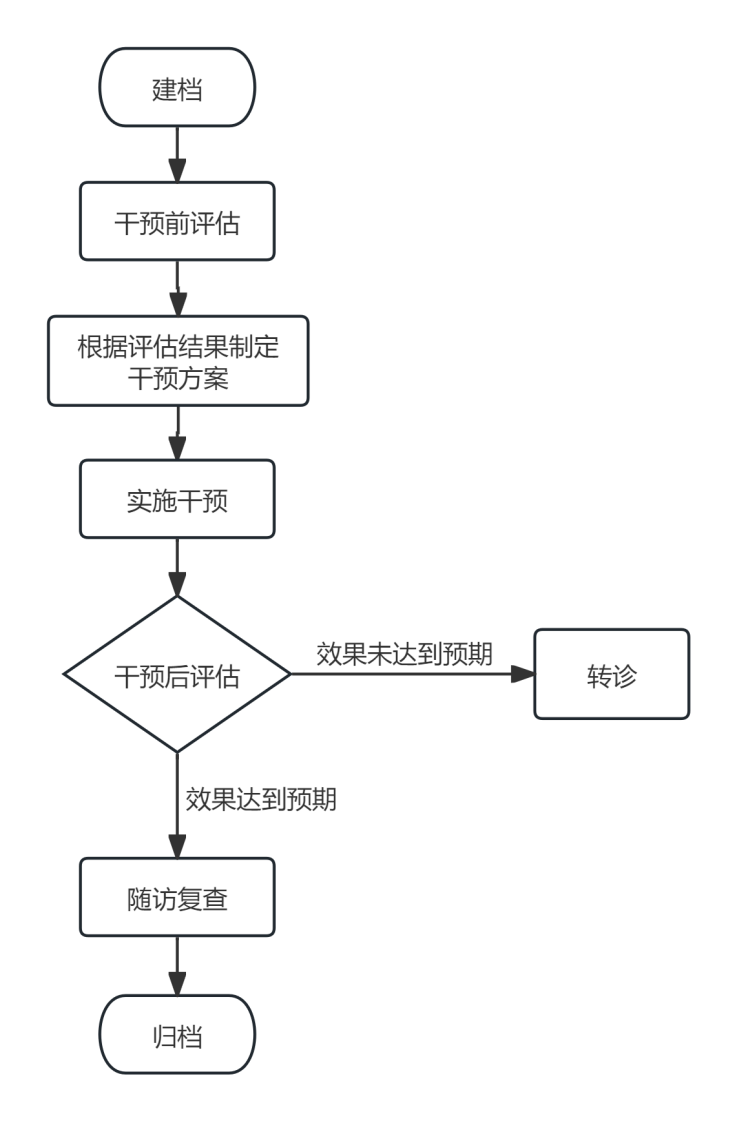 建档
干预前评估
根据评估结果制定
干预方案
实施干预
干预后评估
效果未达到预期
转诊
效果达到预期
随访复查
归档